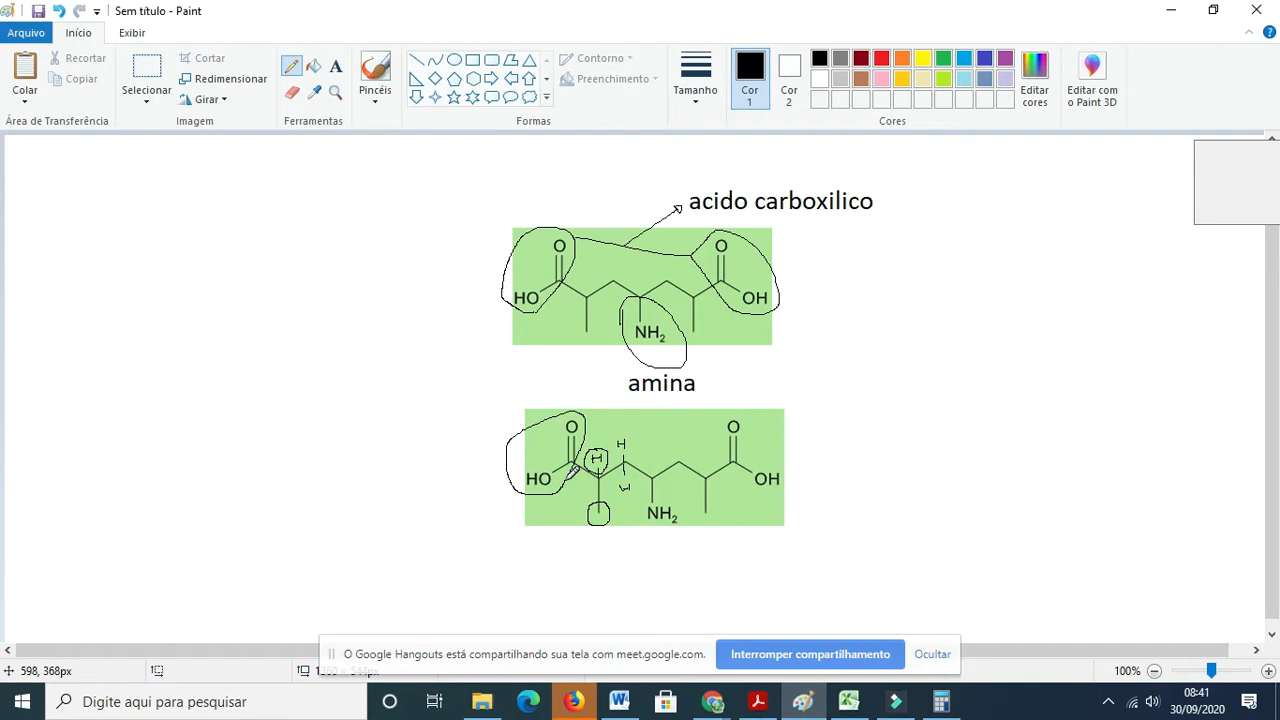 Sem título - Paint
Arquivo
Início
Exibir
Colar
Recortar
Copiar
Área de Transferência
Selecionar
Cortar
Redimensionar
Girar
Imagem
A
Ferramentas
Pincéis
Contorno
Preenchimento
Formas
Tamanho
Cor
1
Cor
2
Editar
cores
Cores
Editar com
o Paint 3D
acido carboxilico
O
O
HO
OH
NH2
amina
O
H
H
O
HO
H
OH
NH2
O Google Hangouts está compartilhando sua tela com meet.google.com.
Interromper compartilhamento
Ocultar
598, 368px
100%
Digite aqui para pesquisar
08:41
30/09/2020